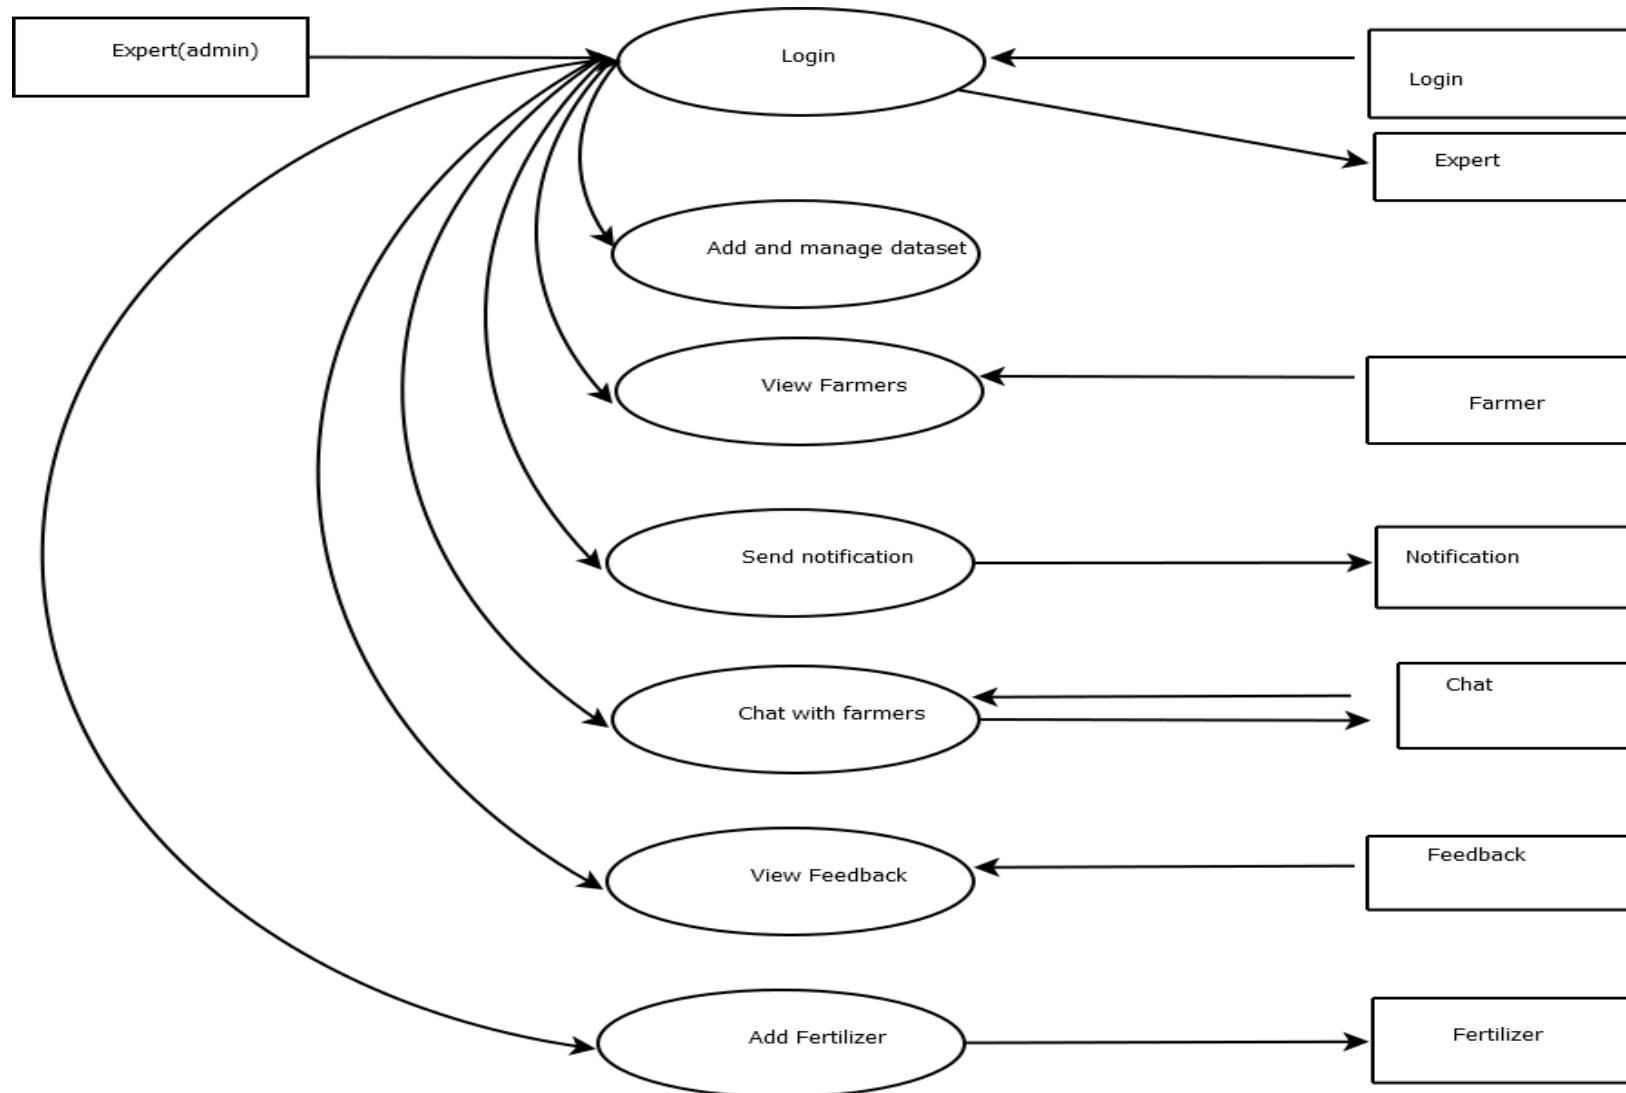 Expert(admin)
Login
Login
Expert
Add and manage dataset
View Farmers
Farmer
Send notification
Notification
Chat with farmers
Chat
View Feedback
Feedback
Add Fertilizer
Fertilizer